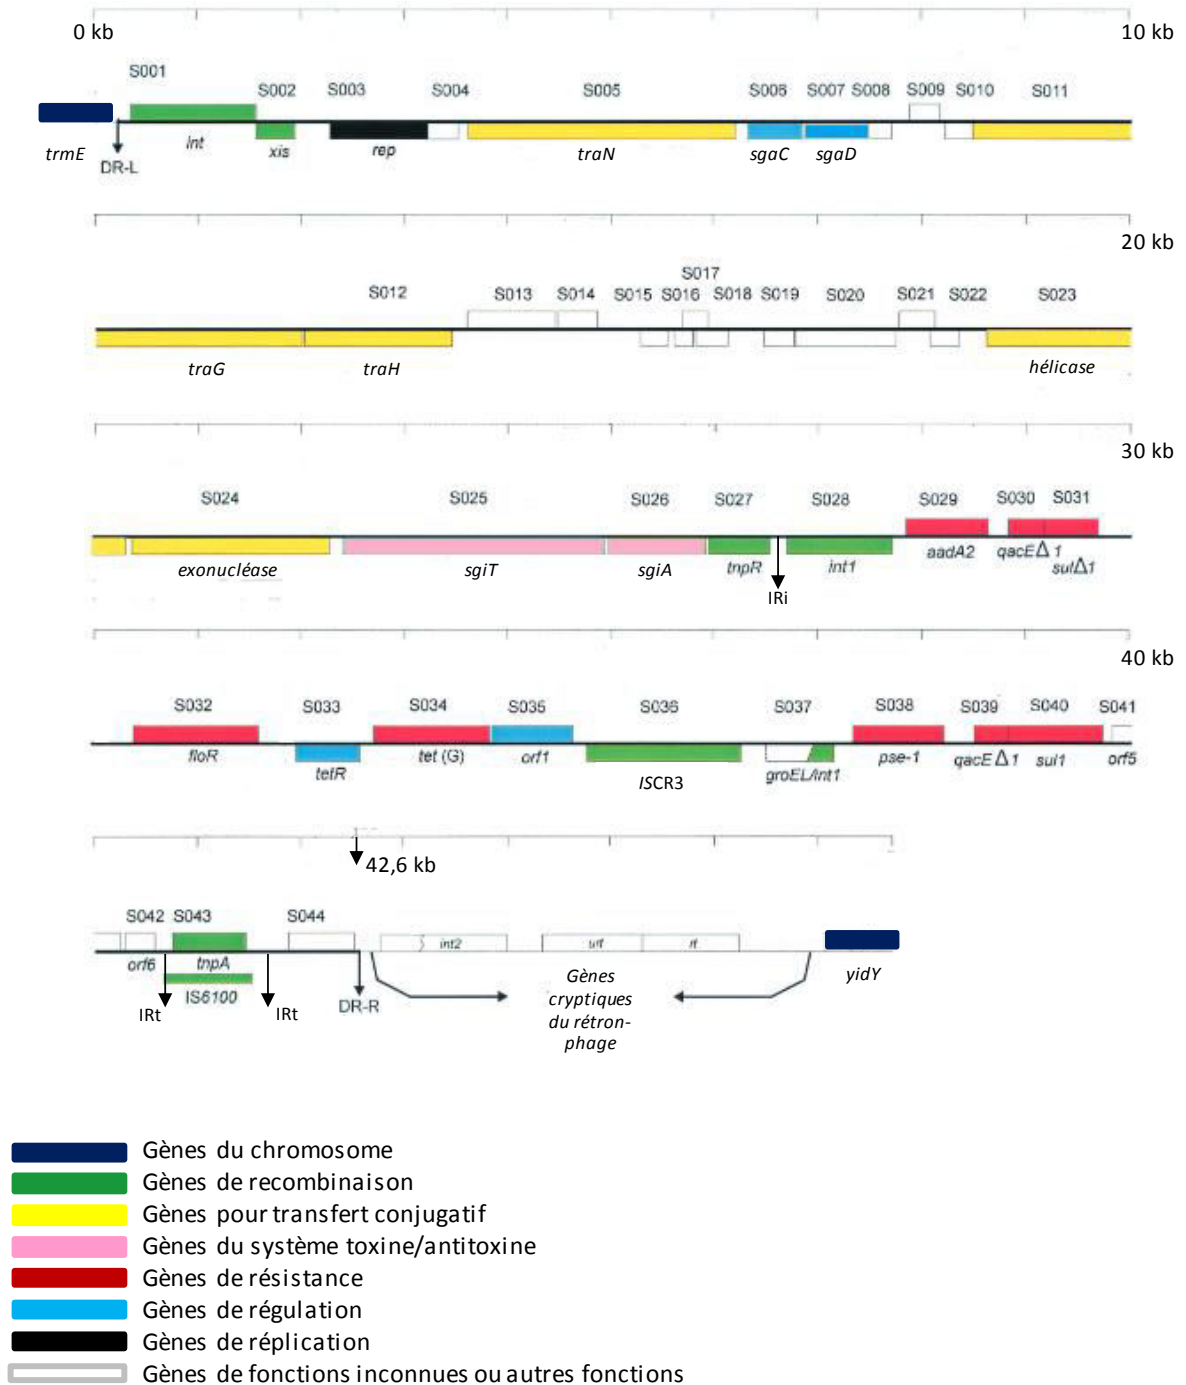 0 kb 10 kb
S001 S002 S003 S004 S005 S006 S007 S008 S009 S010 S011
trmE DR-L int xis rep traN sgaC sgaD
20 kb
S012 S013 S014 S015 S016 S017 S018 S019 S020 S021 S022 S023
traG traH hélicase
30 kb
S024 S025 S026 S027 S028 S029 S030 S031
exonucléase sgiT sgiA tnpR int1 aadA2 qacEΔ1 sulΔ1
IRi
40 kb
S032 S033 S034 S035 S036 S037 S038 S039 S040 S041
floR tetR tet (G) orf1 ISCR3 groEL/int1 pse-1 qacEΔ1 sul1 orf5
42,6 kb
S042 S043 S044
orf6 tnpA int2 urf rt yidY
IS6100
IRt IRt DR-R
Gènes
cryptiques
du rétron-
phage
Gènes du chromosome
Gènes de recombinaison
Gènes pour transfert conjugatif
Gènes du système toxine/antitoxine
Gènes de résistance
Gènes de régulation
Gènes de réplication
Gènes de fonctions inconnues ou autres fonctions